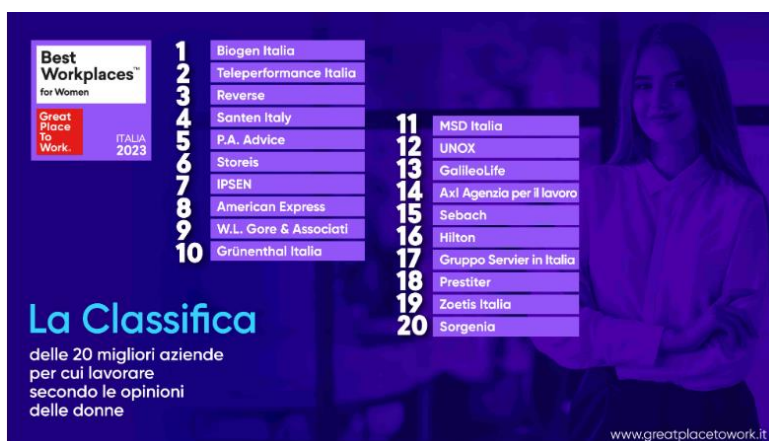 Best
Workplaces™
for Women
Great
Place
To
Work.
ITALIA
2023
1 Biogen Italia
2 Teleperformance Italia
3 Reverse
4 Santen Italy
5 P.A. Advice
6 Storeis
7 IPSEN
8 American Express
9 W.L. Gore & Associati
10 Grünenthal Italia
11 MSD Italia
12 UNOX
13 GalileoLife
14 Axl Agenzia per il lavoro
15 Sebach
16 Hilton
17 Gruppo Servier in Italia
18 Prestiter
19 Zoetis Italia
20 Sorgenia
La Classifica
delle 20 migliori aziende
per cui lavorare
secondo le opinioni
delle donne
www.greatplacetowork.it